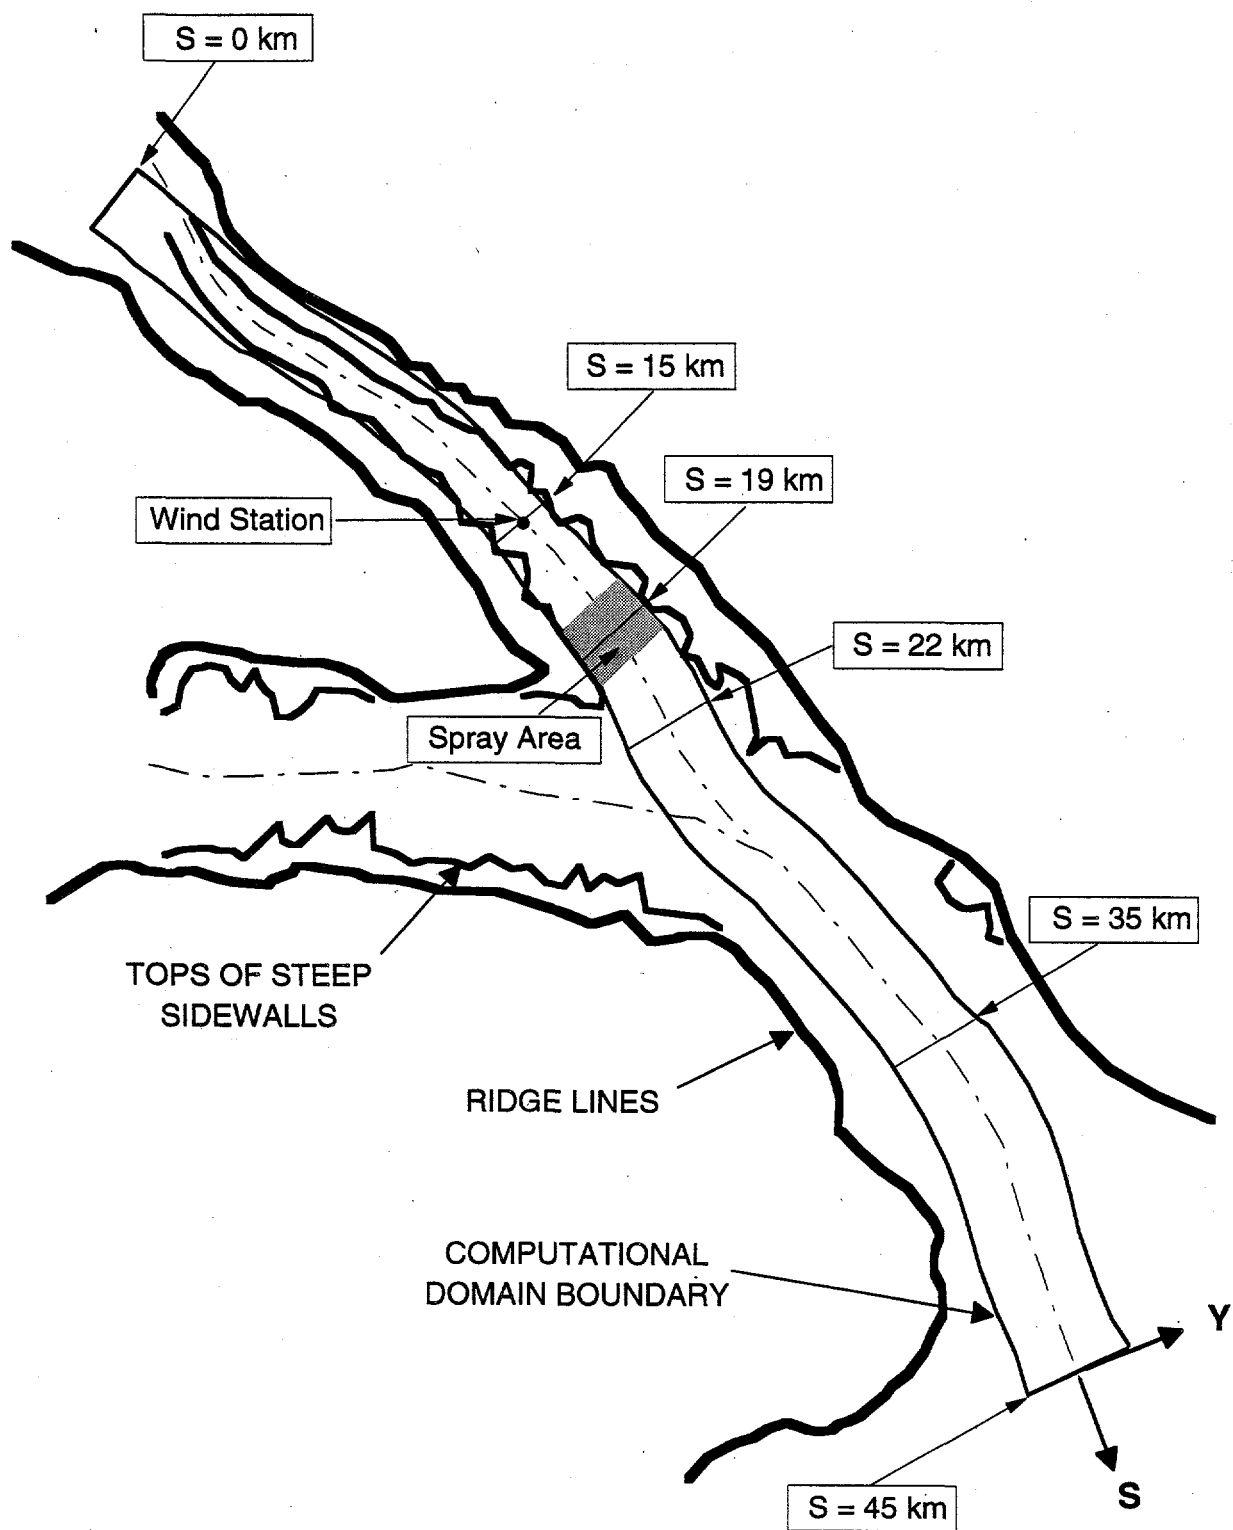 S = 0 km
S = 15 km
S = 19 km
Wind Station
S = 22 km
Spray Area
S = 35 km
TOPS OF STEEP
SIDEWALLS
RIDGE LINES
COMPUTATIONAL
DOMAIN BOUNDARY
Y
S
S = 45 km